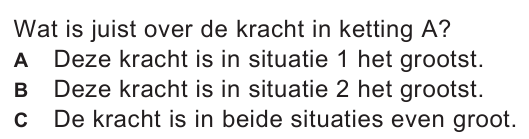 Wat is juist over de kracht in ketting A?
A Deze kracht is in situatie 1 het grootst.
B Deze kracht is in situatie 2 het grootst.
C De kracht is in beide situaties even groot.